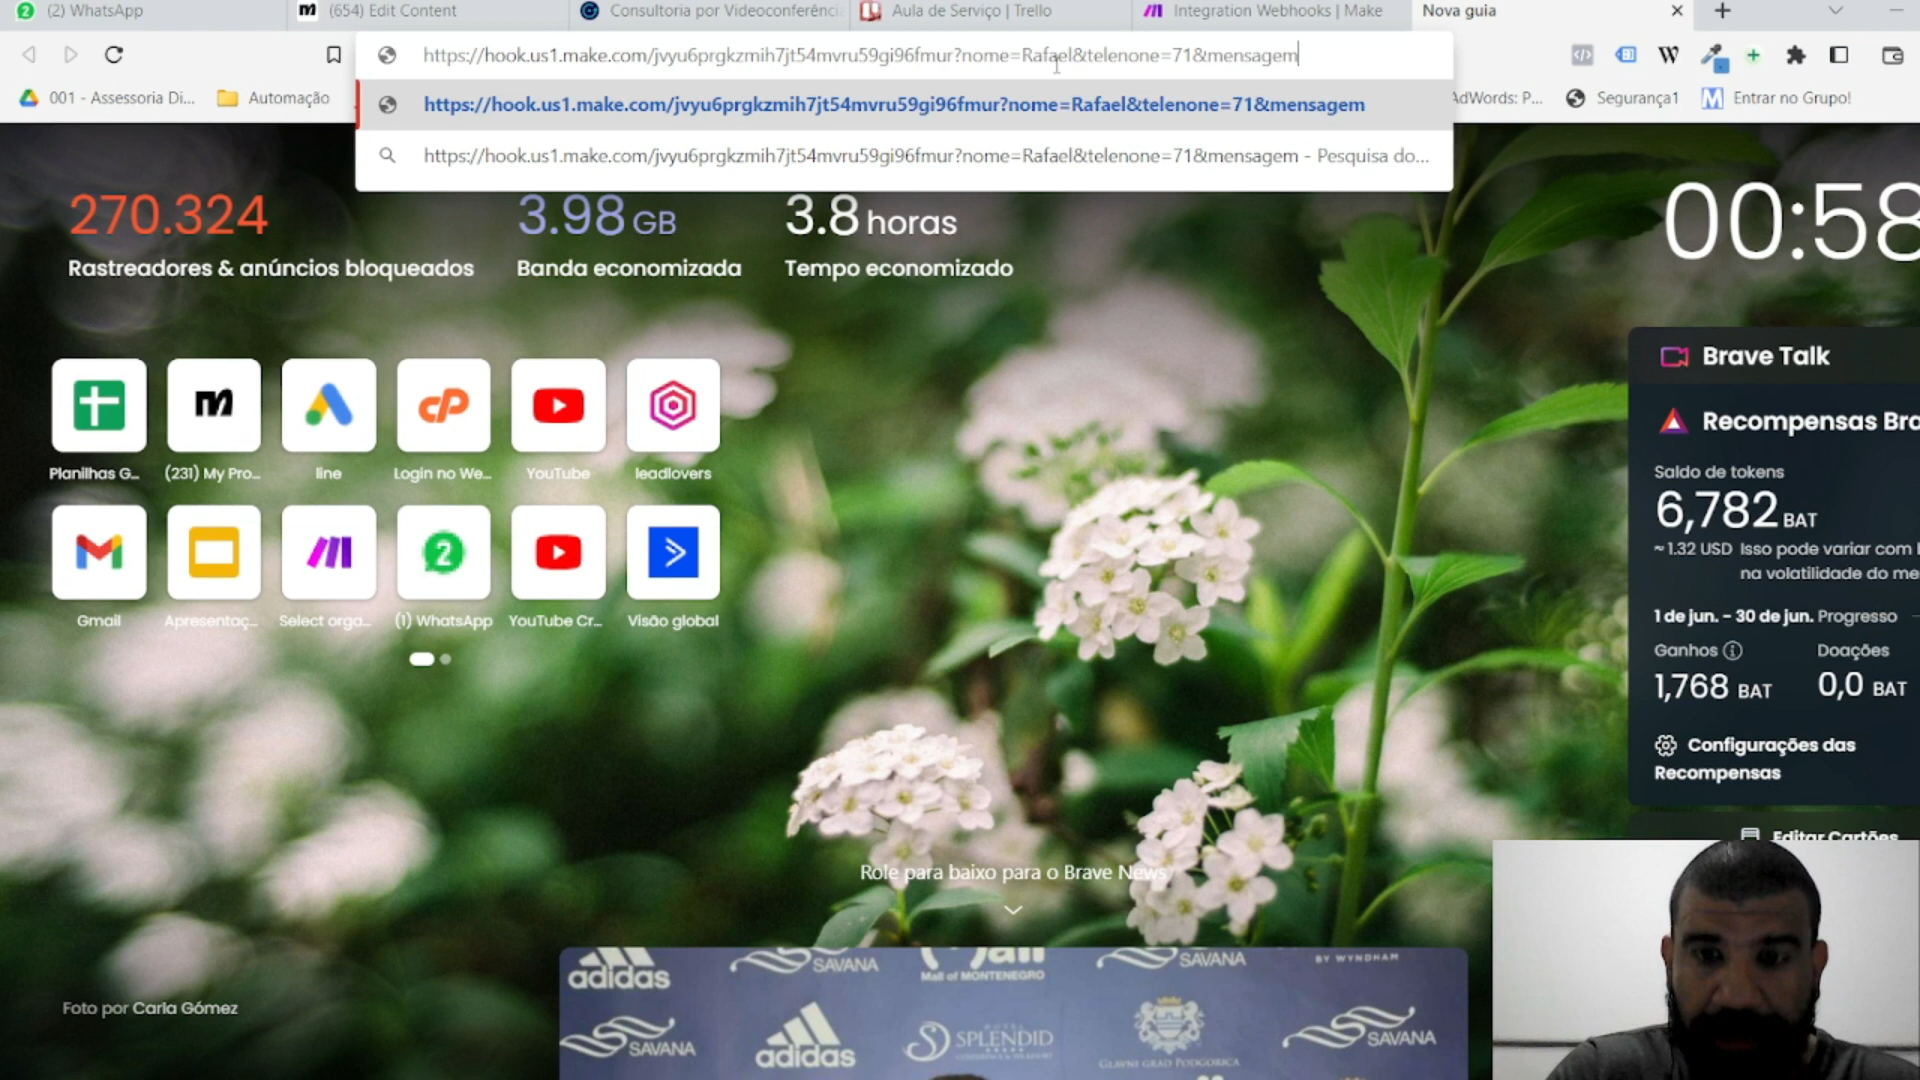 (2) WhatsApp
(654) Edit Content
Consultoria por Videoconferênci
Aula de Serviço | Trello
Integration Webhooks | Make
Nova guia
https://hook.us1.make.com/jvyu6prgkzmih7jt54mvru59gi96fmur?nome=Rafael&telenone=71&mensagem
001 - Assessoria Di...
Automação
AdWords: P...
Segurança1
Entrar no Grupo!
https://hook.us1.make.com/jvyu6prgkzmih7jt54mvru59gi96fmur?nome=Rafael&telenone=71&mensagem
https://hook.us1.make.com/jvyu6prgkzmih7jt54mvru59gi96fmur?nome=Rafael&telenone=71&mensagem - Pesquisa do...
270.324
Rastreadores & anúncios bloqueados
3.98 GB
Banda economizada
3.8 horas
Tempo economizado
00:58
Brave Talk
Recompensas Bra
Saldo de tokens
6,782 BAT
≈ 1.32 USD Isso pode variar com
na volatilidade do me
1 de jun. - 30 de jun. Progresso
Ganhos
Doações
1,768 BAT
0,0 BAT
Configurações das
Recompensas
Editar Cartões
Planilhas G...
(231) My Pro...
line
Login no We...
YouTube
leadlovers
Gmail
Apresentaç...
Select orga...
(1) WhatsApp
YouTube Cr...
Visão global
Role para baixo para o Brave News
Foto por Carla Gómez
adidas
SAVANA
Mall of MONTENEGRO
SAVANA
BY WYNDHAM
SAVANA
adidas
SPLENDID
GLAVNI GRAD PODGORICA
SAVANA